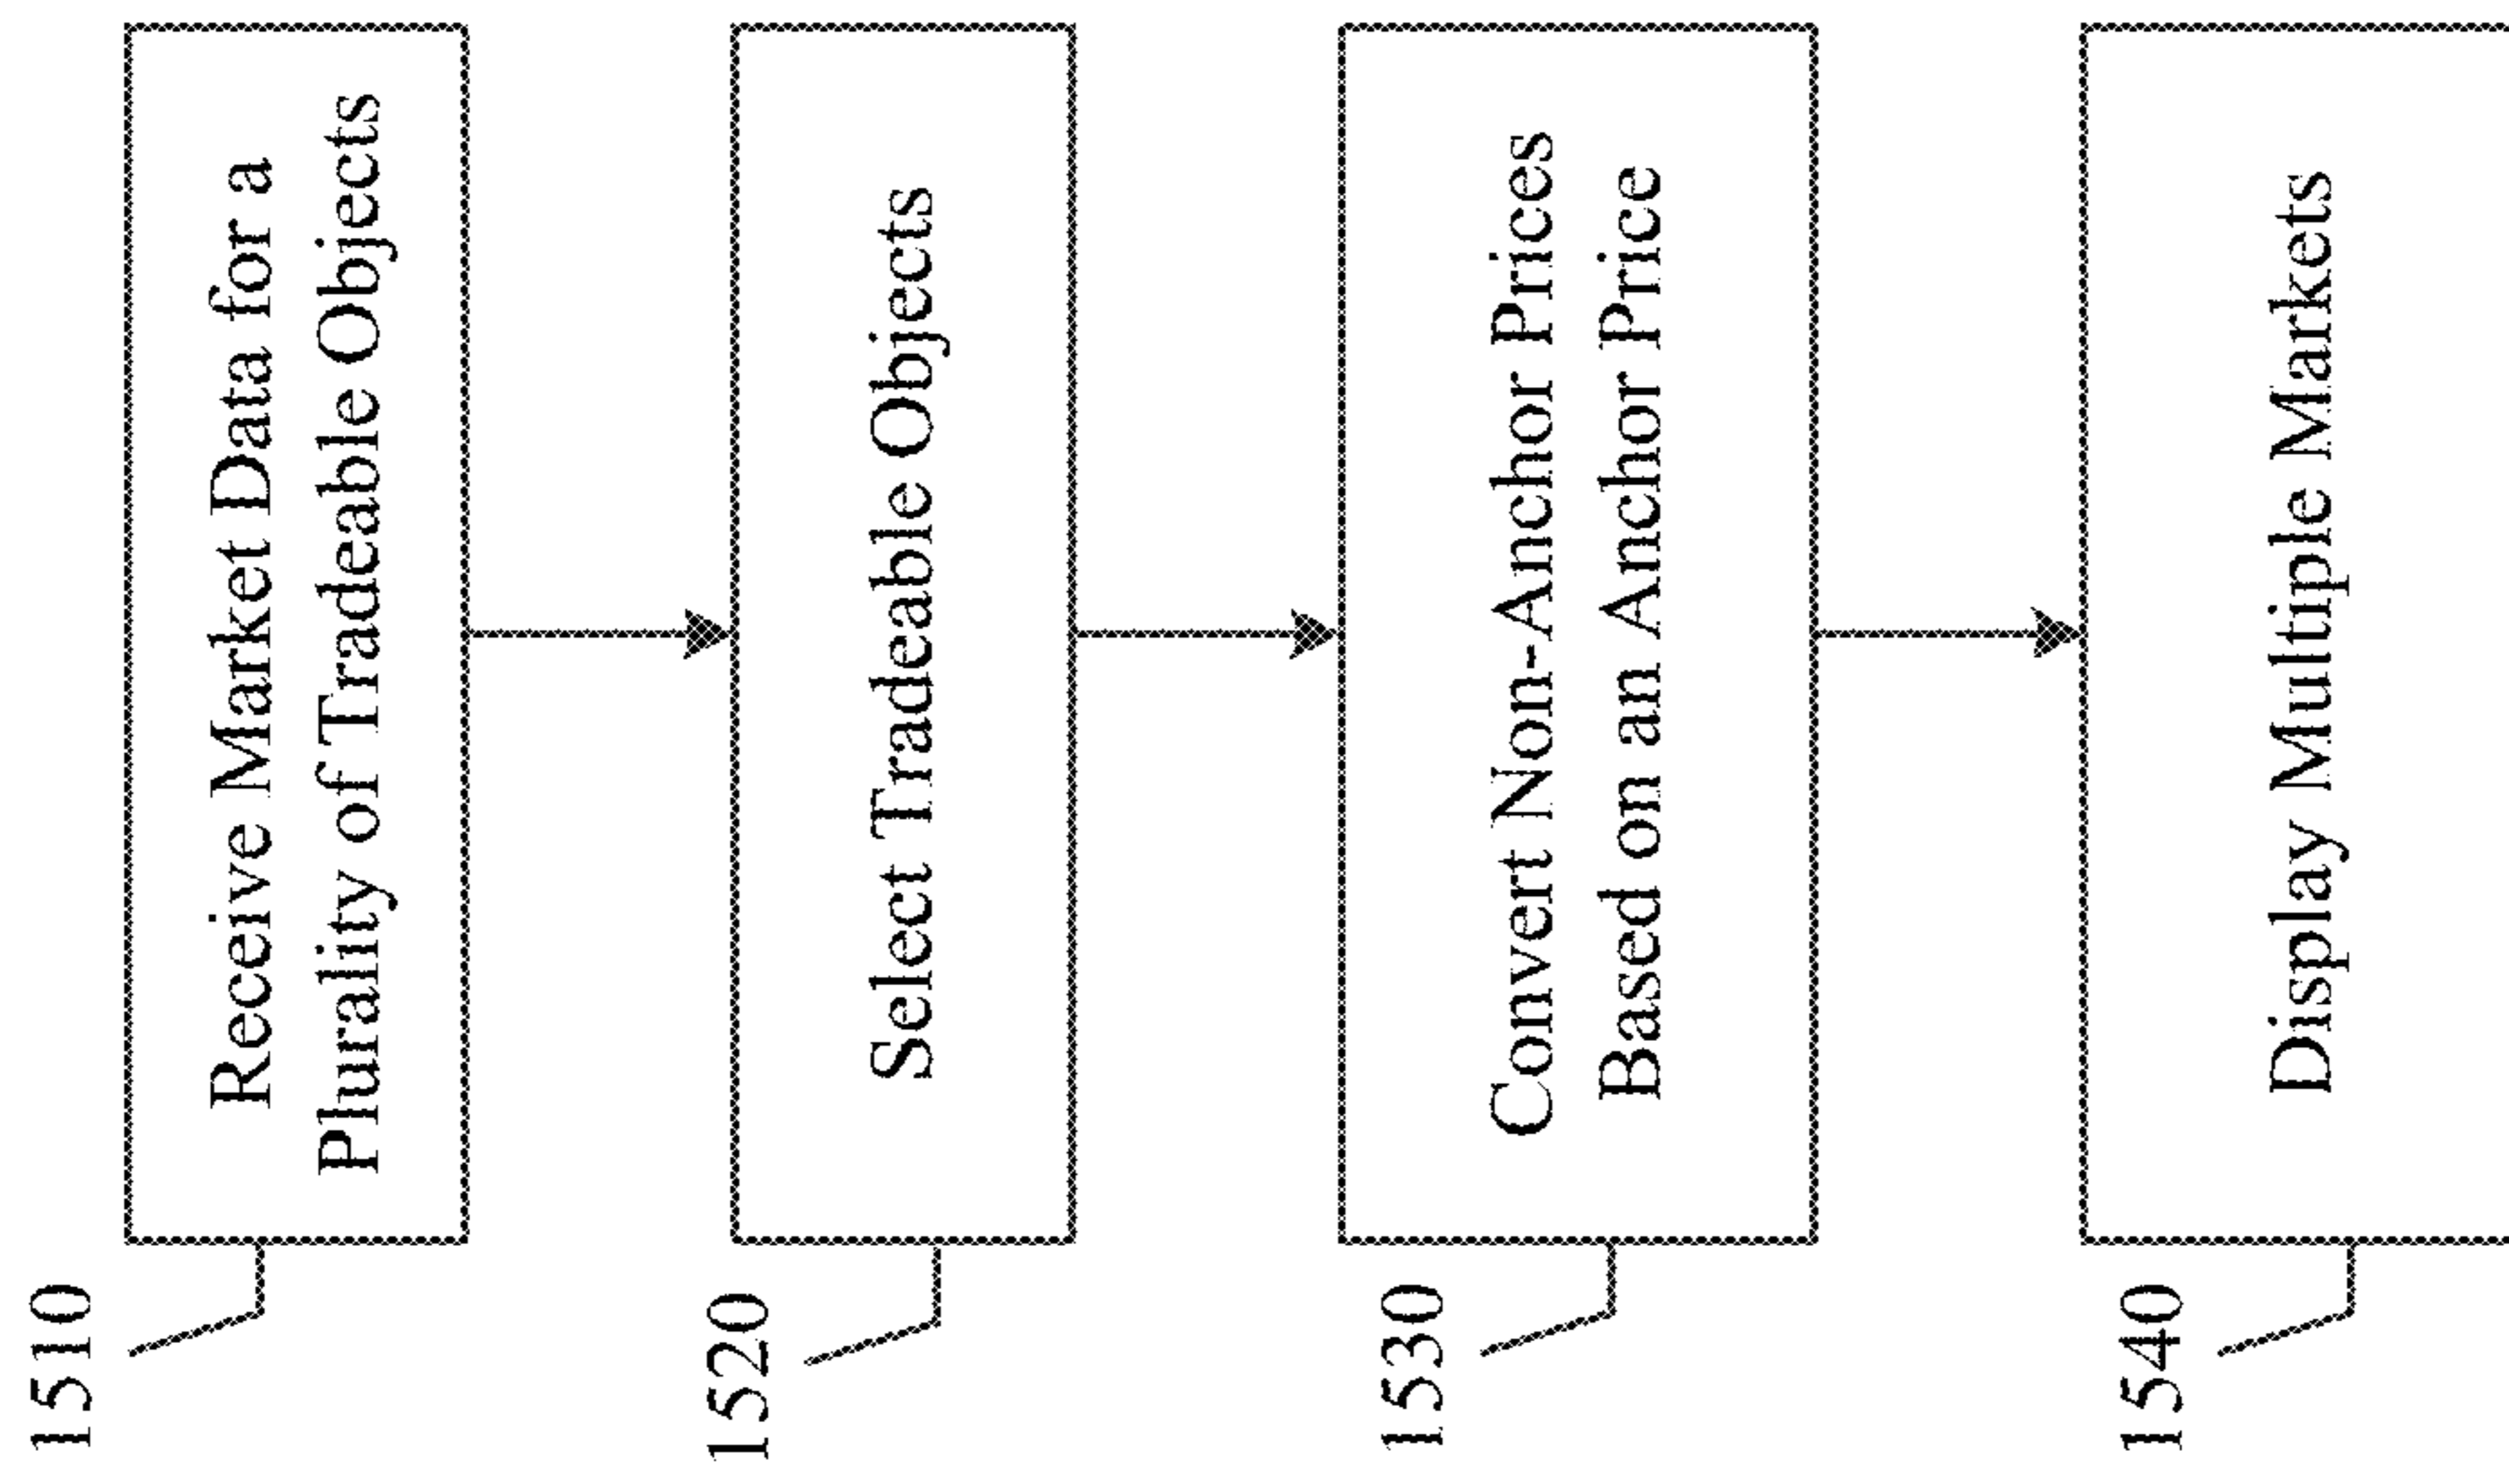 1510
Receive Market Data for a
Plurality of Tradeable Objects
1520
Select Tradeable Objects
1530
Convert Non-Anchor Prices
Based on an Anchor Price
1540
Display Multiple Markets